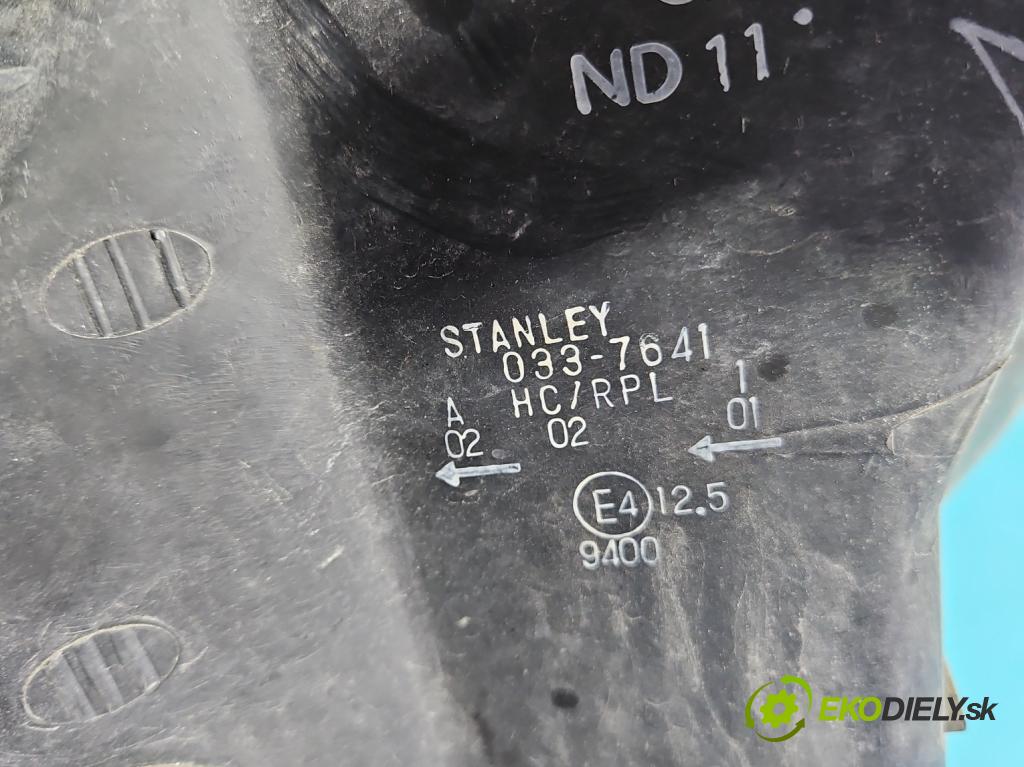 ND 11
STANLEY
033-7641
HC/RPL
A
02
02
1
01
E4 12.5
9400
EKODIELY.sk